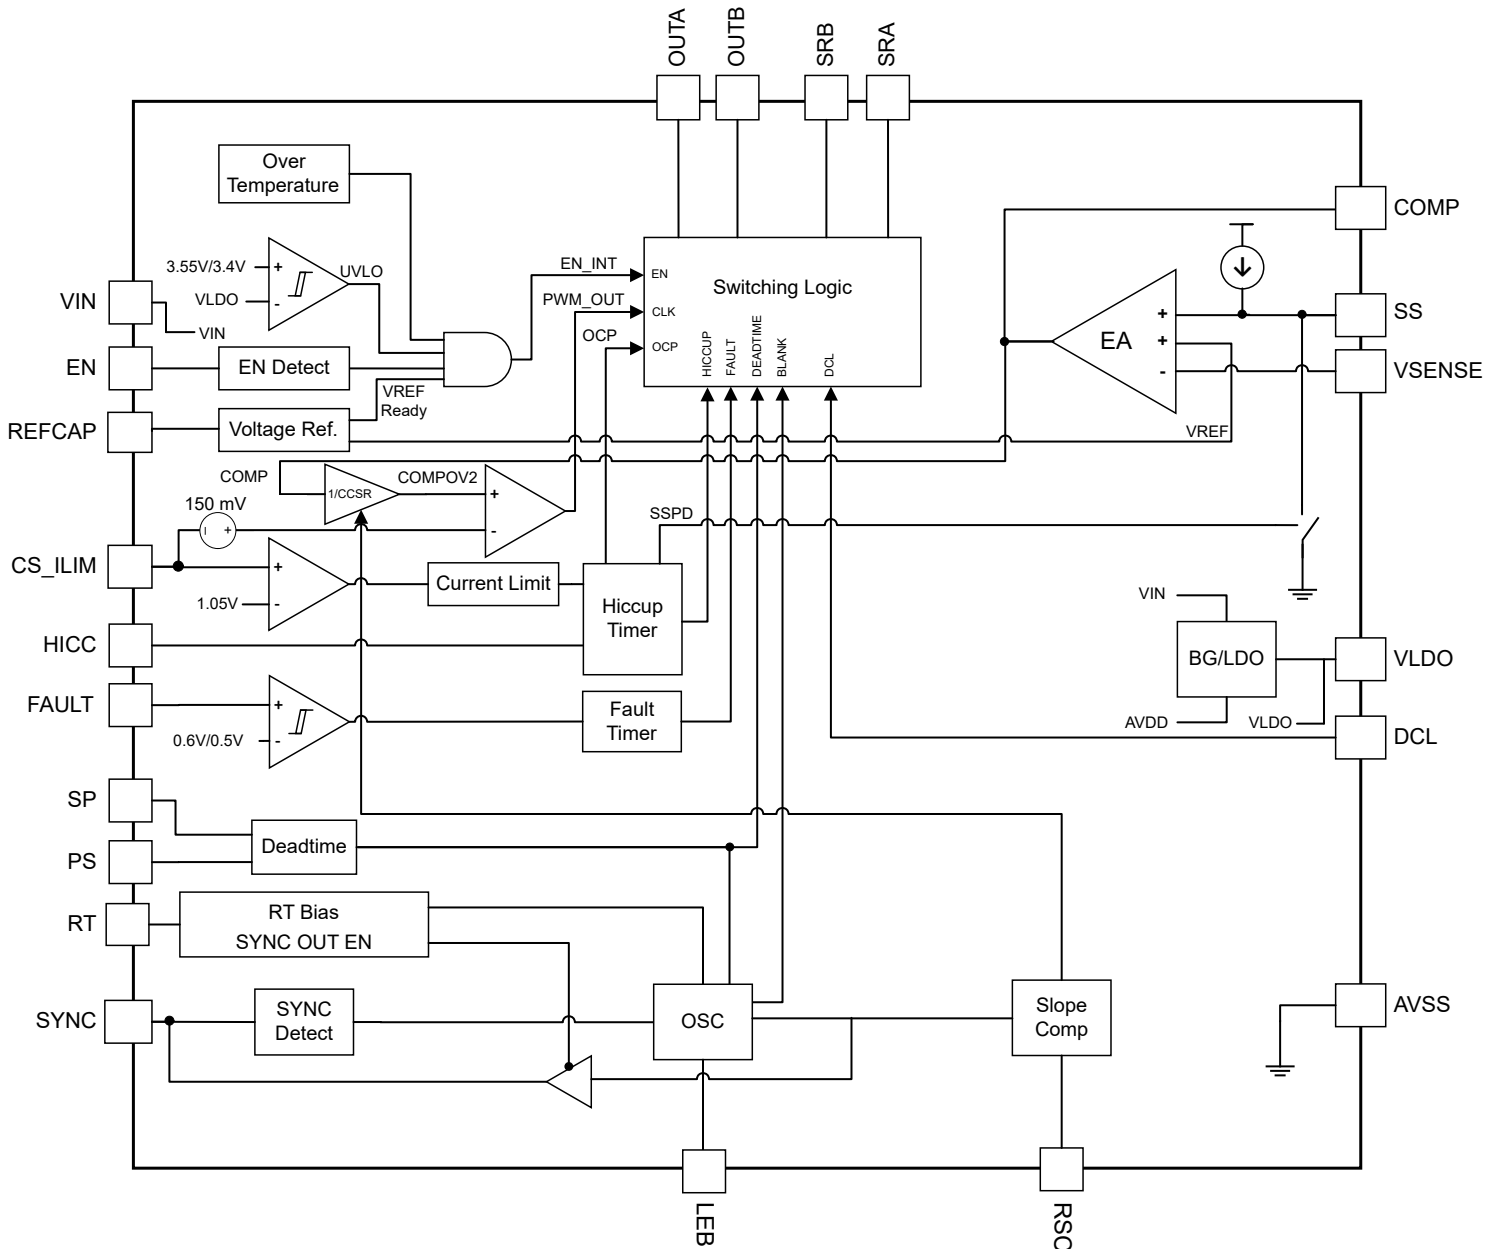 OUTA
OUTB
SRB
SRA
Over
Temperature
3.55V/3.4V
+
UVLO
VLDO
-
VIN
VIN
EN
EN Detect
VREF
Ready
REFCAP
Voltage Ref.
EN_INT
PWM_OUT
OCP
EN
CLK
OCP
Switching Logic
HICCUP
FAULT
DEADTIME
BLANK
DCL
COMP
SS
VSENSE
EA
+
+
-
VREF
COMP
1/CCSR
COMPOV2
+
-
150 mV
+
SSPD
CS_ILIM
+
1.05V
-
Current Limit
Hiccup
Timer
HICC
FAULT
+
0.6V/0.5V
-
Fault
Timer
VIN
BG/LDO
AVDD
VLDO
VLDO
DCL
SP
PS
Deadtime
RT
RT Bias
SYNC OUT EN
SYNC
SYNC
Detect
OSC
Slope
Comp
AVSS
LEB
RSC